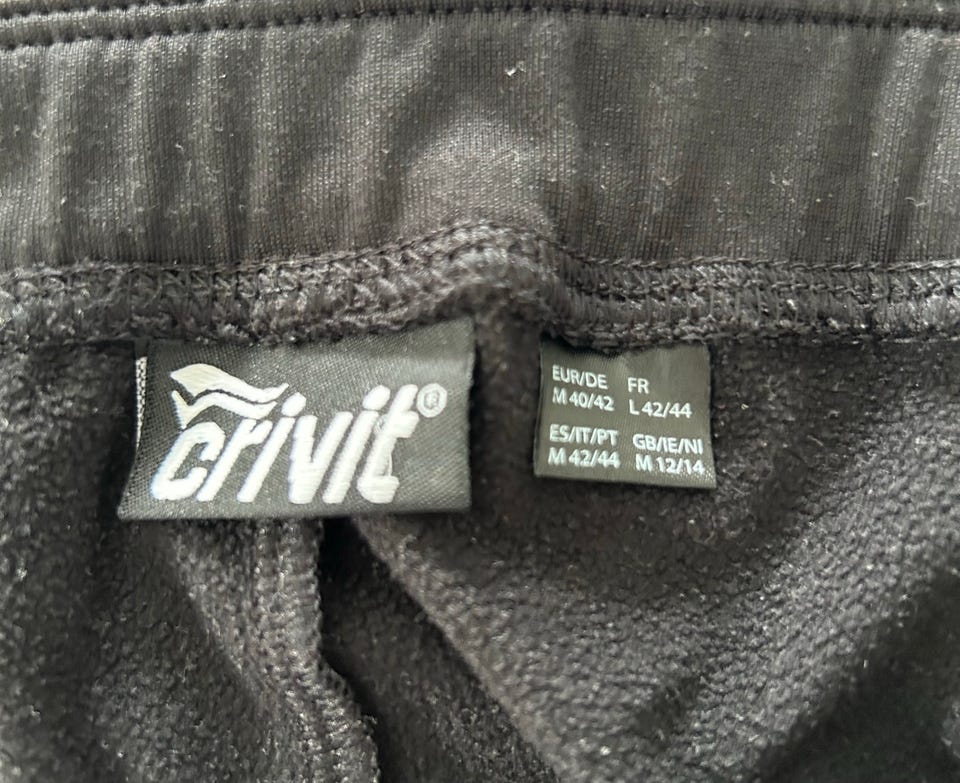 crivit®
EUR/DE FR
M 40/42 L 42/44
ES/IT/PT GB/IE/NI
M 42/44 M 12/14